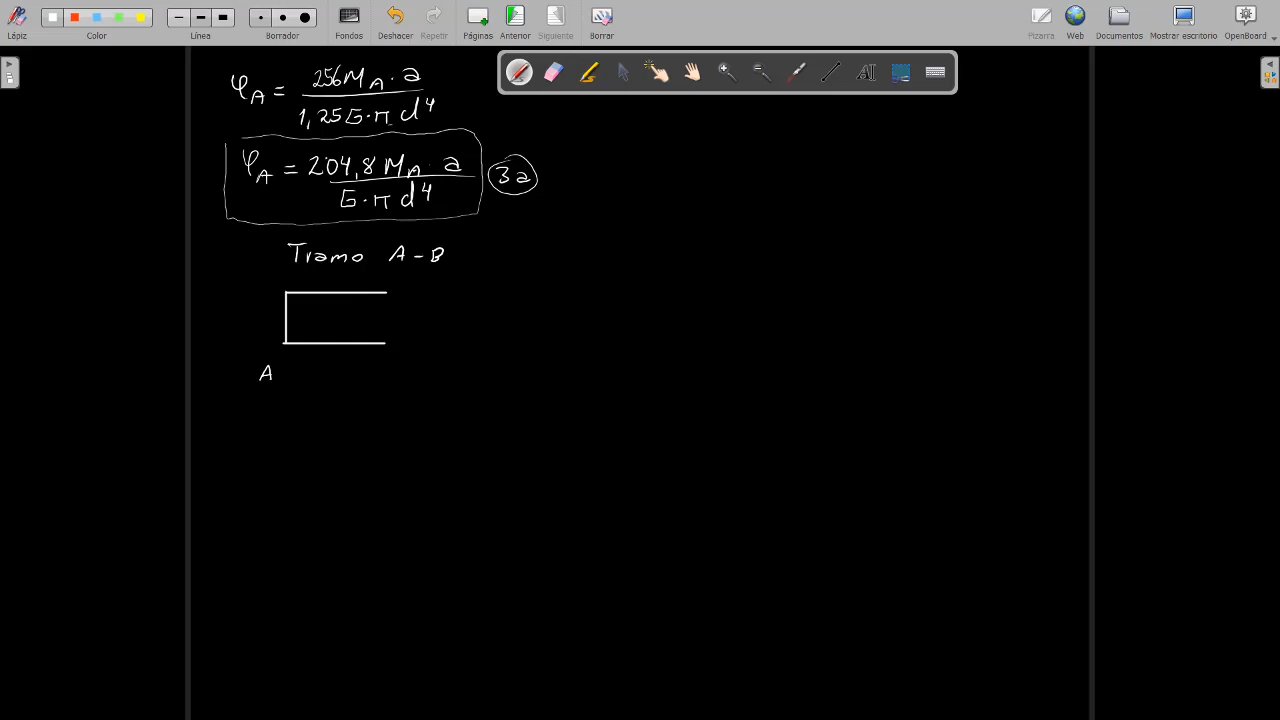 Lápiz Color Línea Borrador Fondos Deshacer Repetir Páginas Anterior Siguiente Borrar Pizarra Web Documentos Mostrar escritorio OpenBoard
φA = 256MA · a
1,25G·π d⁴
φA = 204,8 MA · a
G·π d⁴
3a
Tramo A-B
A